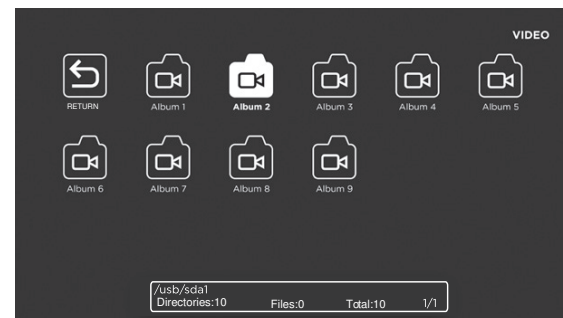 VIDEO
RETURN Album 1 Album 2 Album 3 Album 4 Album 5
Album 6 Album 7 Album 8 Album 9
/usb/sda1
Directories:10 Files:0 Total:10 1/1